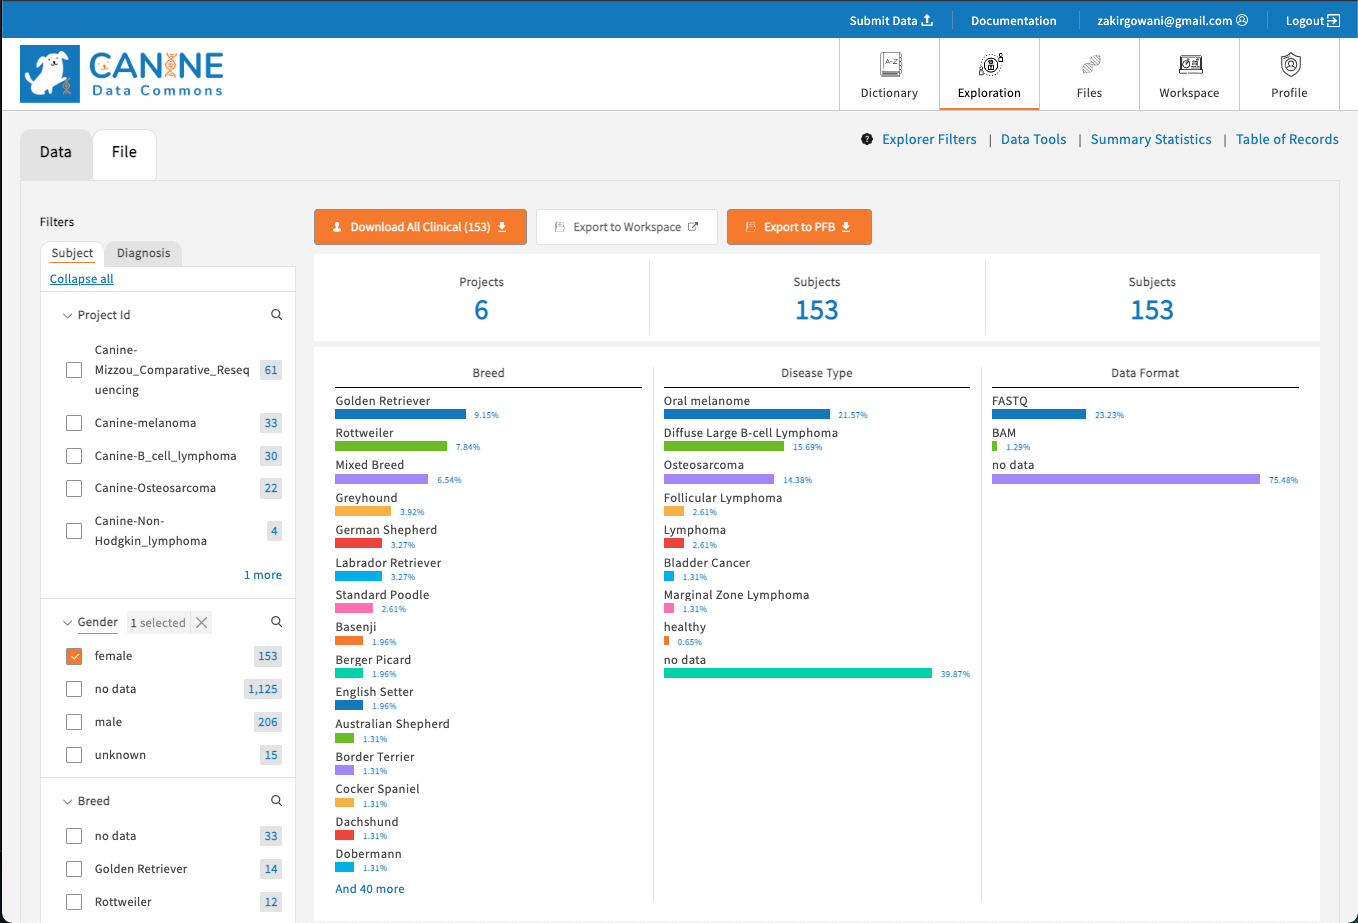 Submit Data
Documentation
zakirgowani@gmail.com
Logout
CANINE
Data Commons
A-Z
Dictionary
Exploration
Files
Workspace
Profile
Data
File
? Explorer Filters | Data Tools | Summary Statistics | Table of Records
Filters
Subject
Diagnosis
Collapse all
Project Id
Canine-
Mizzou_Comparative_Reseq
uencing
61
Canine-melanoma 33
Canine-B_cell_lymphoma 30
Canine-Osteosarcoma 22
Canine-Non-
Hodgkin_lymphoma
4
1 more
Gender 1 selected
female 153
no data 1,125
male 206
unknown 15
Breed
no data 33
Golden Retriever 14
Rottweiler 12
Download All Clinical (153)
Export to Workspace
Export to PFB
Projects
6
Subjects
153
Subjects
153
Breed
Golden Retriever
9.15%
Rottweiler
7.84%
Mixed Breed
6.54%
Greyhound
3.92%
German Shepherd
3.27%
Labrador Retriever
3.27%
Standard Poodle
2.61%
Basenji
1.96%
Berger Picard
1.96%
English Setter
1.96%
Australian Shepherd
1.31%
Border Terrier
1.31%
Cocker Spaniel
1.31%
Dachshund
1.31%
Dobermann
1.31%
And 40 more
Disease Type
Oral melanome
21.57%
Diffuse Large B-cell Lymphoma
15.69%
Osteosarcoma
14.38%
Follicular Lymphoma
2.61%
Lymphoma
2.61%
Bladder Cancer
1.31%
Marginal Zone Lymphoma
1.31%
healthy
0.65%
no data
39.87%
Data Format
FASTQ
23.23%
BAM
1.29%
no data
75.48%